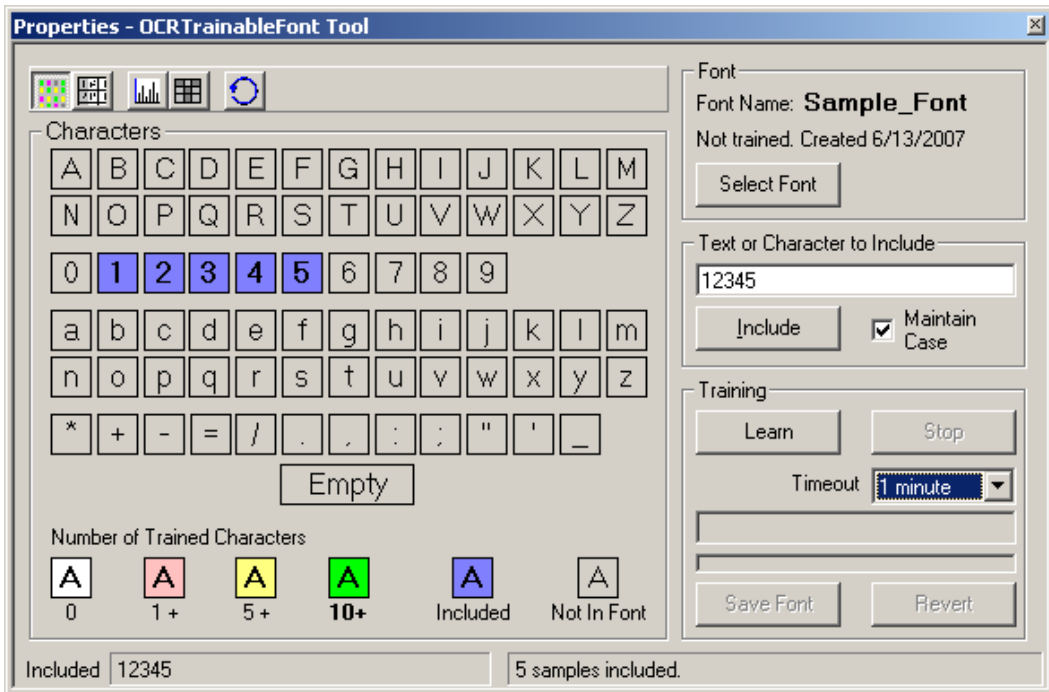 Properties - OCRTrainableFont Tool
Characters
A B C D E F G H I J K L M
N O P Q R S T U V W X Y Z
0 1 2 3 4 5 6 7 8 9
a b c d e f g h i j k l m
n o p q r s t u v w x y z
* + - = / . , : ; " ' _
Empty
Number of Trained Characters
A A A A A A
0 1 + 5 + 10+ Included Not In Font
Font
Font Name: Sample_Font
Not trained. Created 6/13/2007
Select Font
Text or Character to Include
12345
Include
Maintain
Case
Training
Learn Stop
Timeout 1 minute
Save Font Revert
Included 12345
5 samples included.